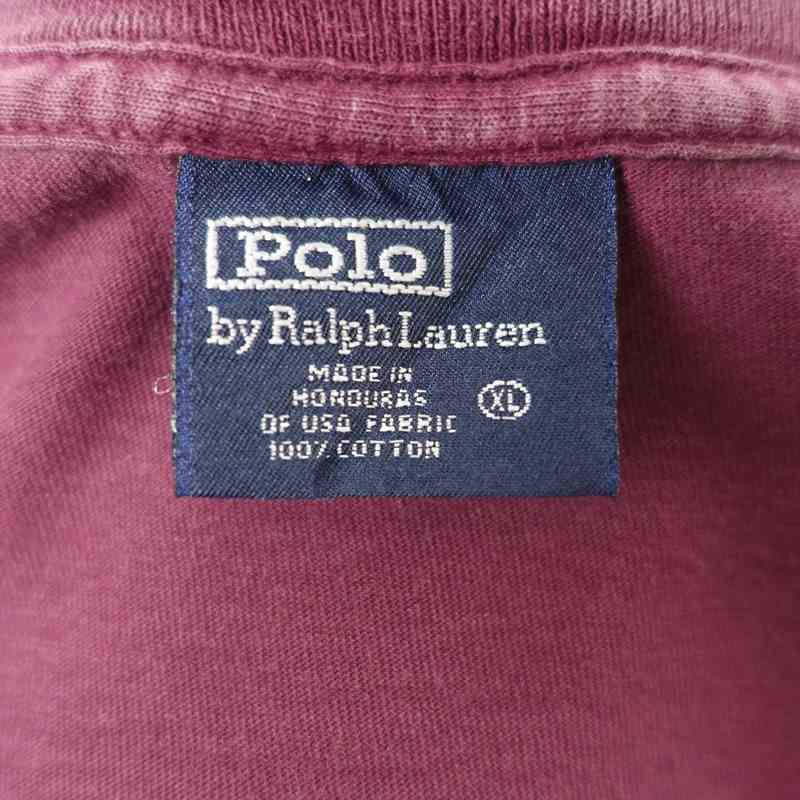 Polo
by Ralph Lauren
MADE IN
HONDURAS
OF USA FABRIC
100% COTTON
XL